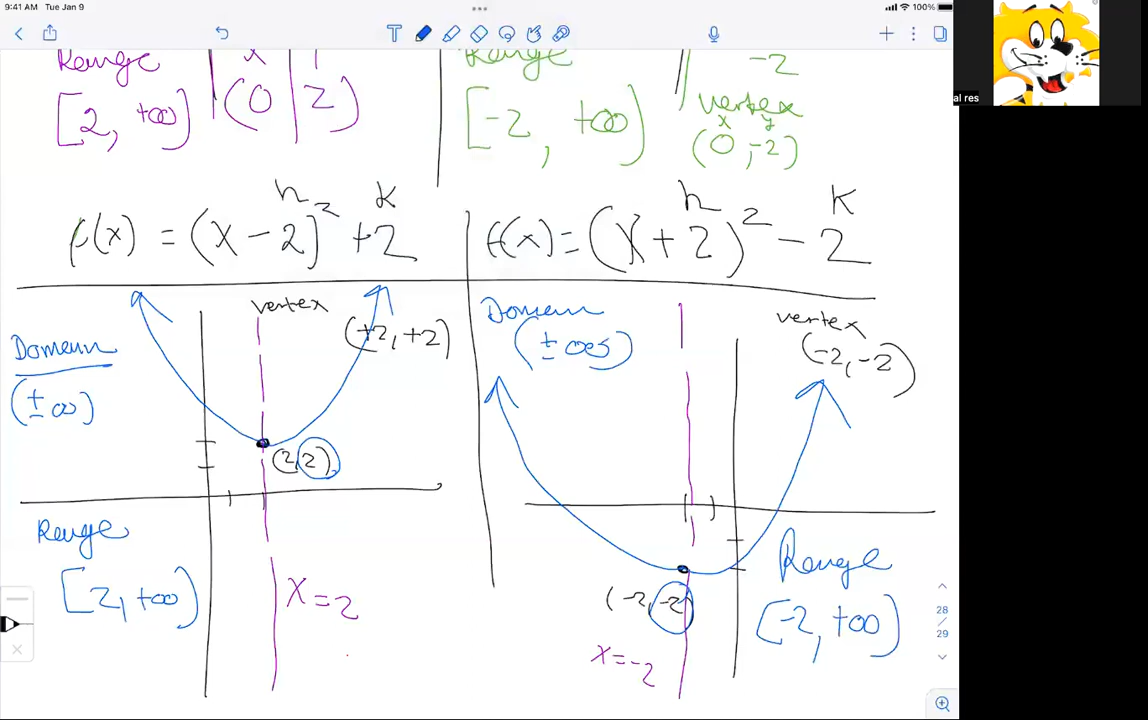 9:41 AM Tue Jan 9
100%
Range
x
[2, +∞)
(0 | 2)
Range
[-2, +∞)
-2
vertex
x y
(0, -2)
h k
f(x) = (x - 2)² + 2
h k
f(x) = (x + 2)² - 2
vertex
(+2, +2)
Domain
(±∞)
(2, 2)
Range
[2, +∞)
x = 2
Domain
vertex
(-2, -2)
(-2, -2)
x = -2
Range
[-2, +∞)
28
/
29
al res